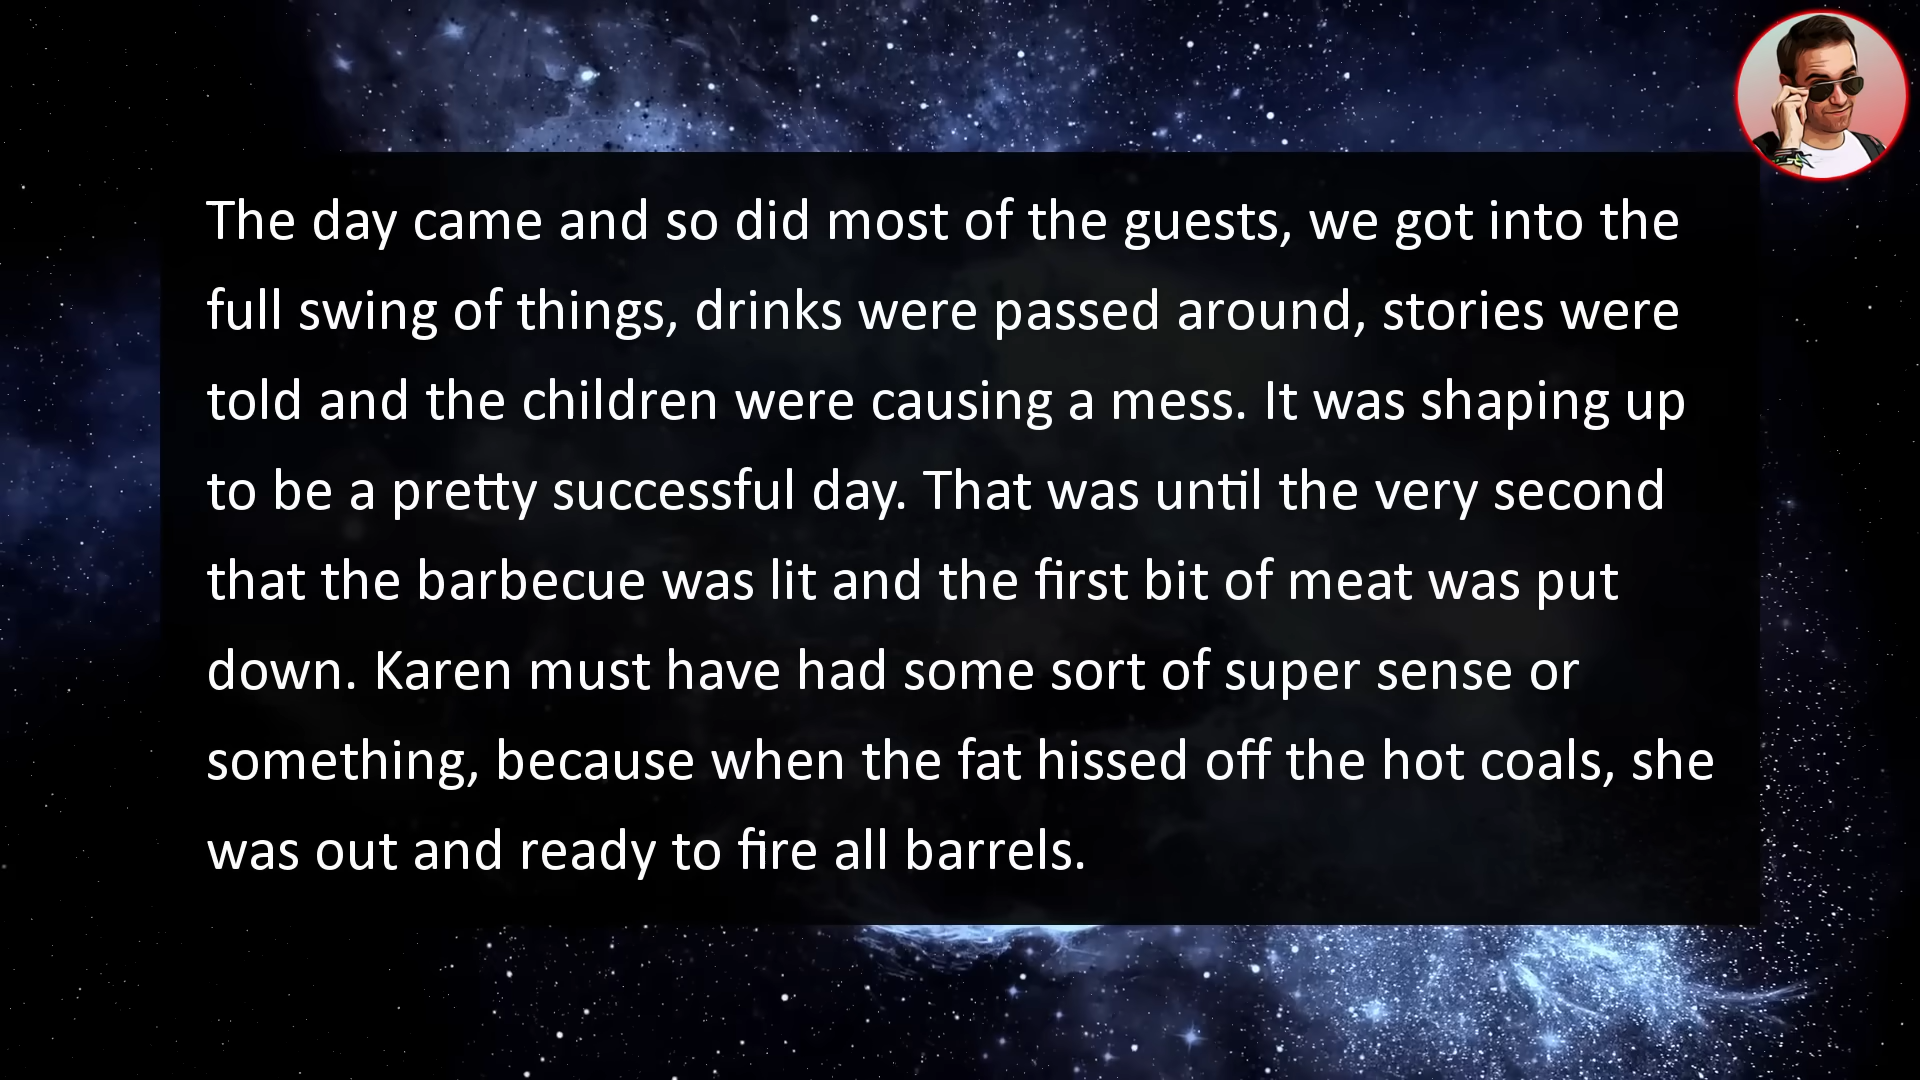 The day came and so did most of the guests, we got into the
full swing of things, drinks were passed around, stories were
told and the children were causing a mess. It was shaping up
to be a pretty successful day. That was until the very second
that the barbecue was lit and the first bit of meat was put
down. Karen must have had some sort of super sense or
something, because when the fat hissed off the hot coals, she
was out and ready to fire all barrels.